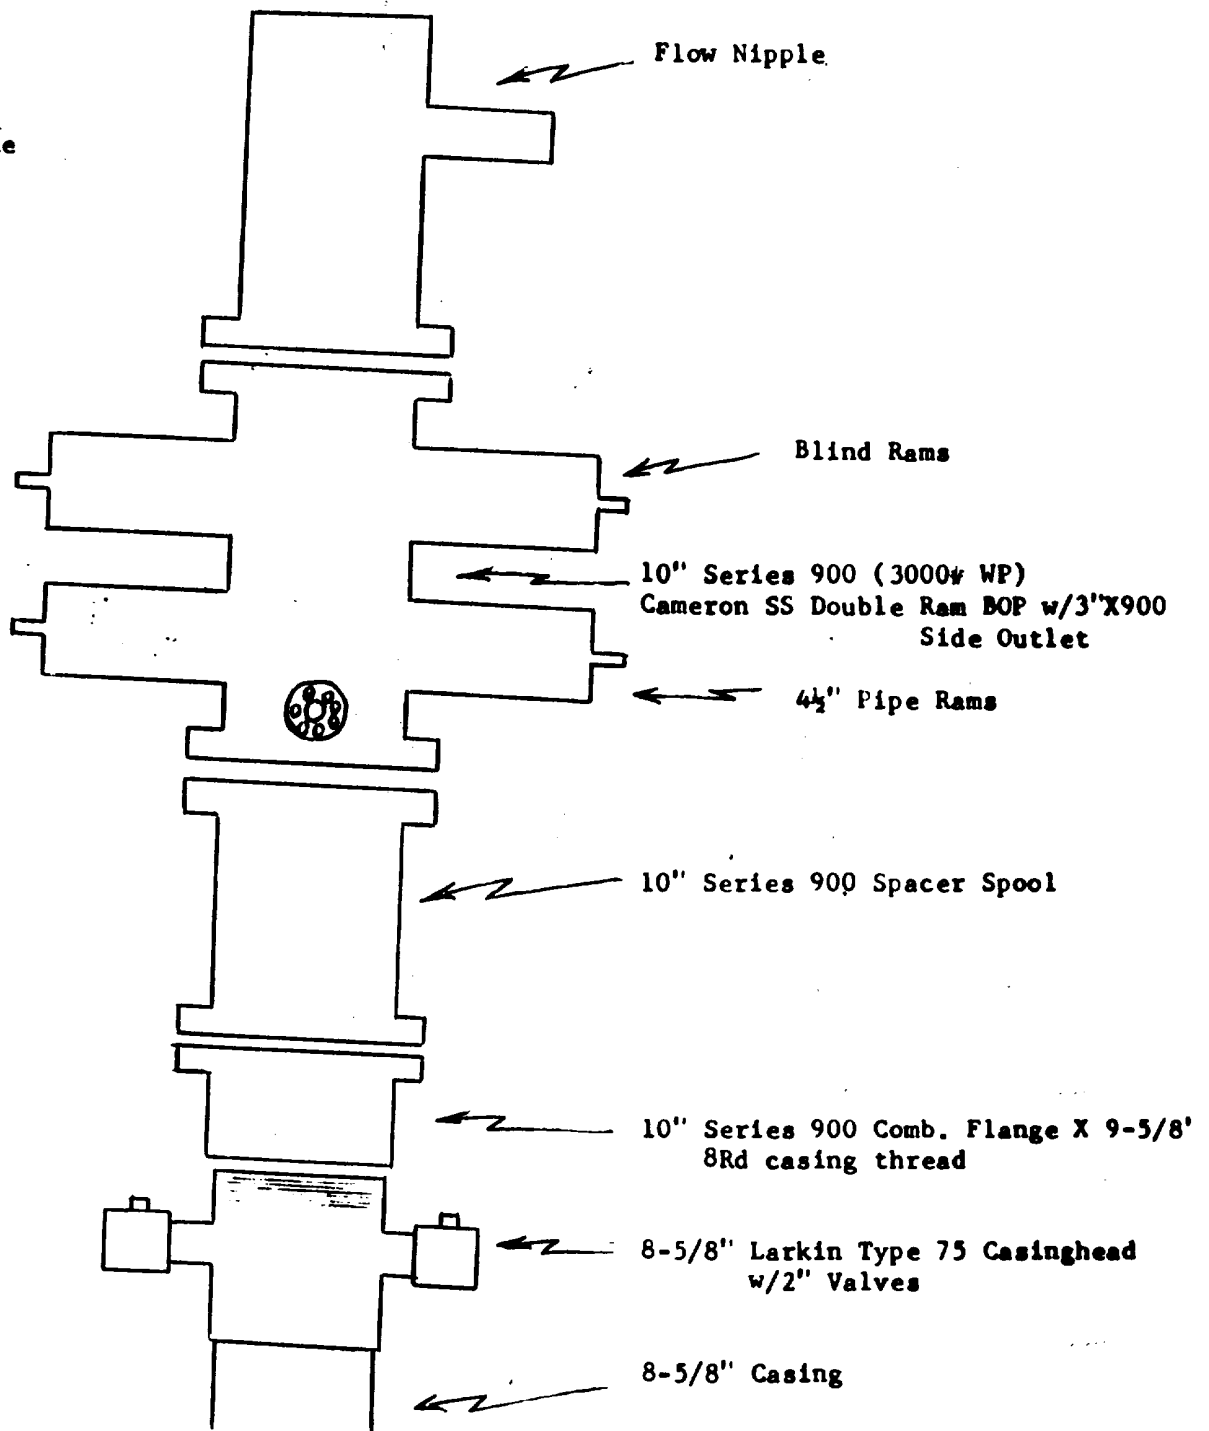 Flow Nipple
Blind Rams
10" Series 900 (3000# WP)
Cameron SS Double Ram BOP w/3"X900
Side Outlet
4½" Pipe Rams
10" Series 900 Spacer Spool
10" Series 900 Comb. Flange X 9-5/8'
8Rd casing thread
8-5/8" Larkin Type 75 Casinghead
w/2" Valves
8-5/8" Casing